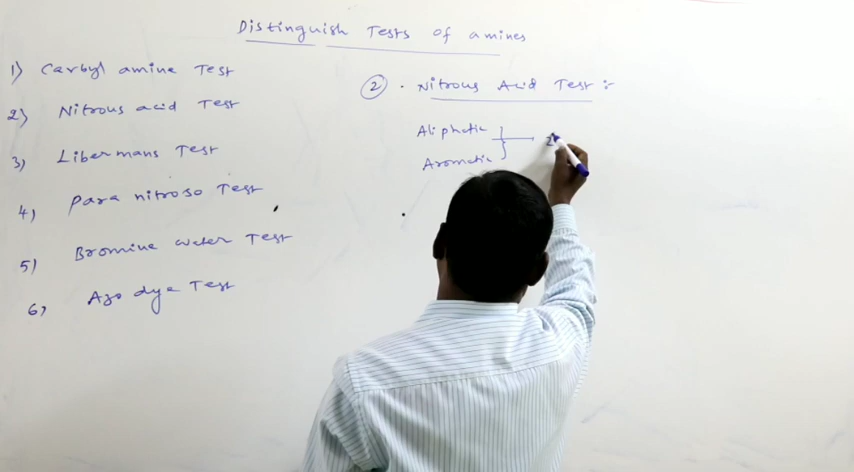 Distinguish Tests of amines
1) Carbyl amine Test
2) Nitrous acid Test
3) Libermans Test
4) Para nitroso Test
5) Bromine water Test
6) Azo dye Test
2 . Nitrous Acid Test :-
Aliphatic
Aromatic
2